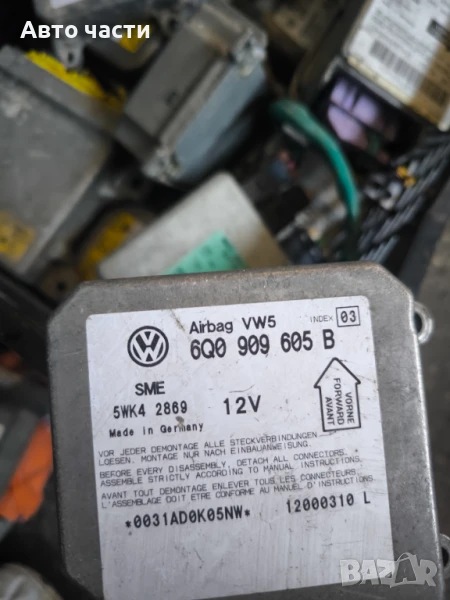 Авто части
Airbag VW5
INDEX 03
6Q0 909 605 B
SME
5WK4 2869
12V
Made in Germany
VORNE
FORWARD
AVANT
VOR JEDER DEMONTAGE ALLE STECKVERBINDUNGEN
LOESEN. MONTAGE NUR NACH EINBAUANWEISUNG.
BEFORE EVERY DISASSEMBLY, DETACH ALL CONNECTORS.
ASSEMBLE STRICTLY ACCORDING TO MANUAL INSTRUCTIONS.
AVANT TOUT DEMONTAGE ENLEVER TOUS LES CONNECTEURS.
L'ASSEMBLAGE DOIT ETRE CONFORME AU MANUEL D'INSTRUCTIONS.
*0031AD0K05NW*
12000310 L
bazar